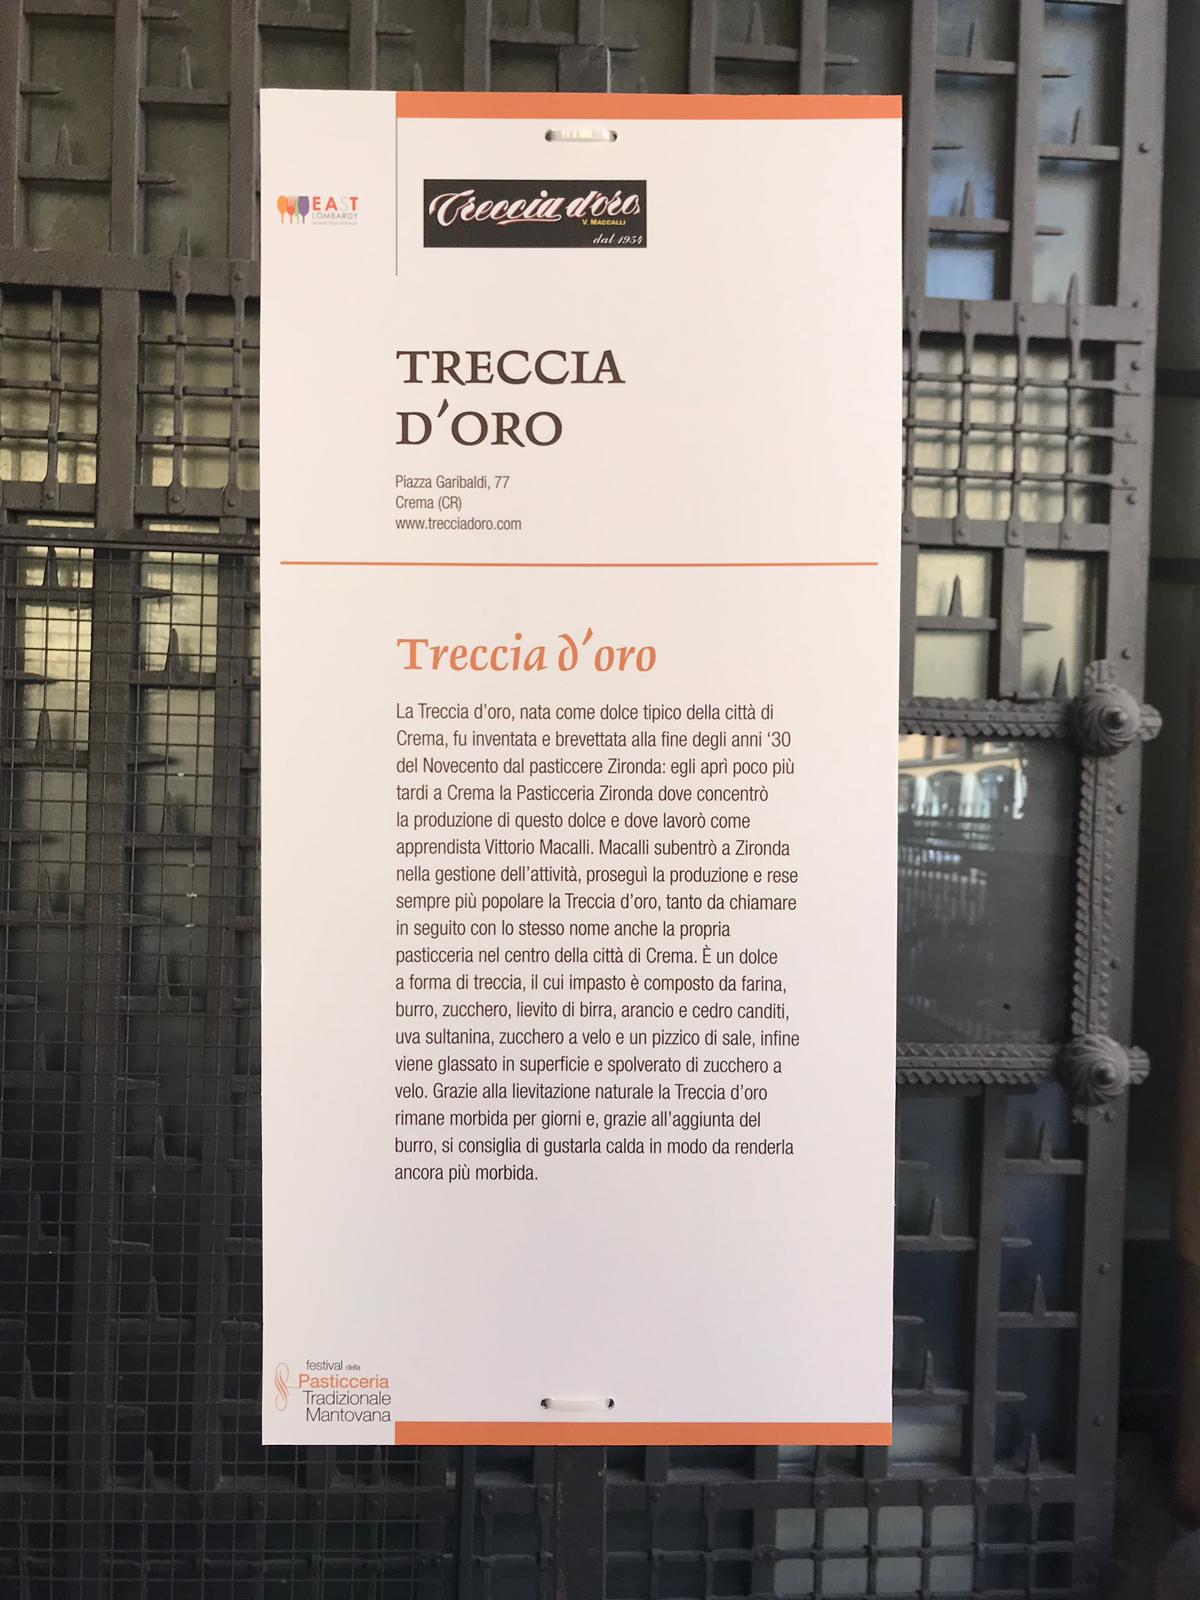 EAST
LOMBARDY
Treccia d'oro
V. MACCALLI
dal 1954
TRECCIA
D'ORO
Piazza Garibaldi, 77
Crema (CR)
www.trecciadoro.com
Treccia d'oro
La Treccia d'oro, nata come dolce tipico della città di
Crema, fu inventata e brevettata alla fine degli anni '30
del Novecento dal pasticcere Zironda: egli aprì poco più
tardi a Crema la Pasticceria Zironda dove concentrò
la produzione di questo dolce e dove lavorò come
apprendista Vittorio Macalli. Macalli subentrò a Zironda
nella gestione dell'attività, proseguì la produzione e rese
sempre più popolare la Treccia d'oro, tanto da chiamare
in seguito con lo stesso nome anche la propria
pasticceria nel centro della città di Crema. È un dolce
a forma di treccia, il cui impasto è composto da farina,
burro, zucchero, lievito di birra, arancio e cedro canditi,
uva sultanina, zucchero a velo e un pizzico di sale, infine
viene glassato in superficie e spolverato di zucchero a
velo. Grazie alla lievitazione naturale la Treccia d'oro
rimane morbida per giorni e, grazie all'aggiunta del
burro, si consiglia di gustarla calda in modo da renderla
ancora più morbida.
festival della
Pasticceria
Tradizionale
Mantovana